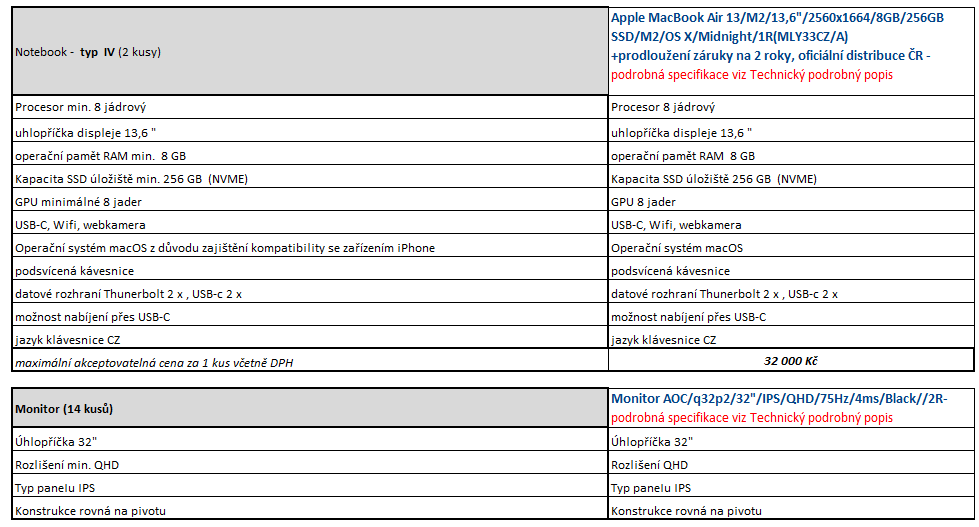 Notebook - typ IV (2 kusy)
Apple MacBook Air 13/M2/13,6"/2560x1664/8GB/256GB
SSD/M2/OS X/Midnight/1R(MLY33CZ/A)
+prodloužení záruky na 2 roky, oficiální distribuce ČR -
podrobná specifikace viz Technický podrobný popis
Procesor min. 8 jádrový
Procesor 8 jádrový
uhlopříčka displeje 13,6 "
uhlopříčka displeje 13,6 "
operační pamět RAM min. 8 GB
operační pamět RAM 8 GB
Kapacita SSD úložiště min. 256 GB (NVME)
Kapacita SSD úložiště 256 GB (NVME)
GPU minimálně 8 jader
GPU 8 jader
USB-C, Wifi, webkamera
USB-C, Wifi, webkamera
Operační systém macOS z důvodu zajištění kompatibility se zařízením iPhone
Operační systém macOS
podsvícená kávesnice
podsvícená kávesnice
datové rozhraní Thunerbolt 2 x , USB-c 2 x
datové rozhraní Thunerbolt 2 x , USB-c 2 x
možnost nabíjení přes USB-C
možnost nabíjení přes USB-C
jazyk klávesnice CZ
jazyk klávesnice CZ
maximální akceptovatelná cena za 1 kus včetně DPH
32 000 Kč
Monitor (14 kusů)
Monitor AOC/q32p2/32"/IPS/QHD/75Hz/4ms/Black//2R-
podrobná specifikace viz Technický podrobný popis
Úhlopříčka 32"
Úhlopříčka 32"
Rozlišení min. QHD
Rozlišení QHD
Typ panelu IPS
Typ panelu IPS
Konstrukce rovná na pivotu
Konstrukce rovná na pivotu